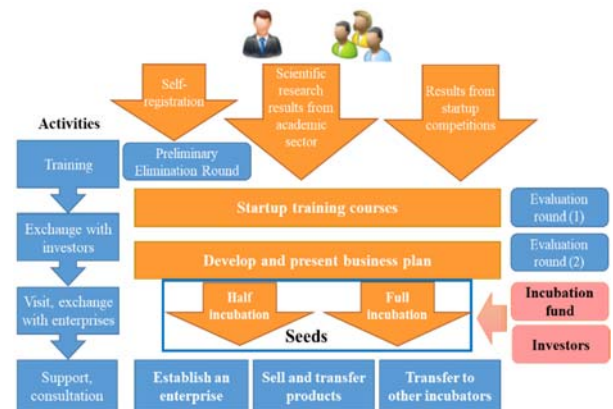 Self-
registration
Scientific
research
results from
academic
sector
Results from
startup
competitions
Activities
Training
Preliminary
Elimination Round
Startup training courses
Evaluation
round (1)
Exchange with
investors
Develop and present business plan
Evaluation
round (2)
Visit, exchange
with enterprises
Half
incubation
Full
incubation
Seeds
Incubation
fund
Investors
Support,
consultation
Establish an
enterprise
Sell and transfer
products
Transfer to
other incubators